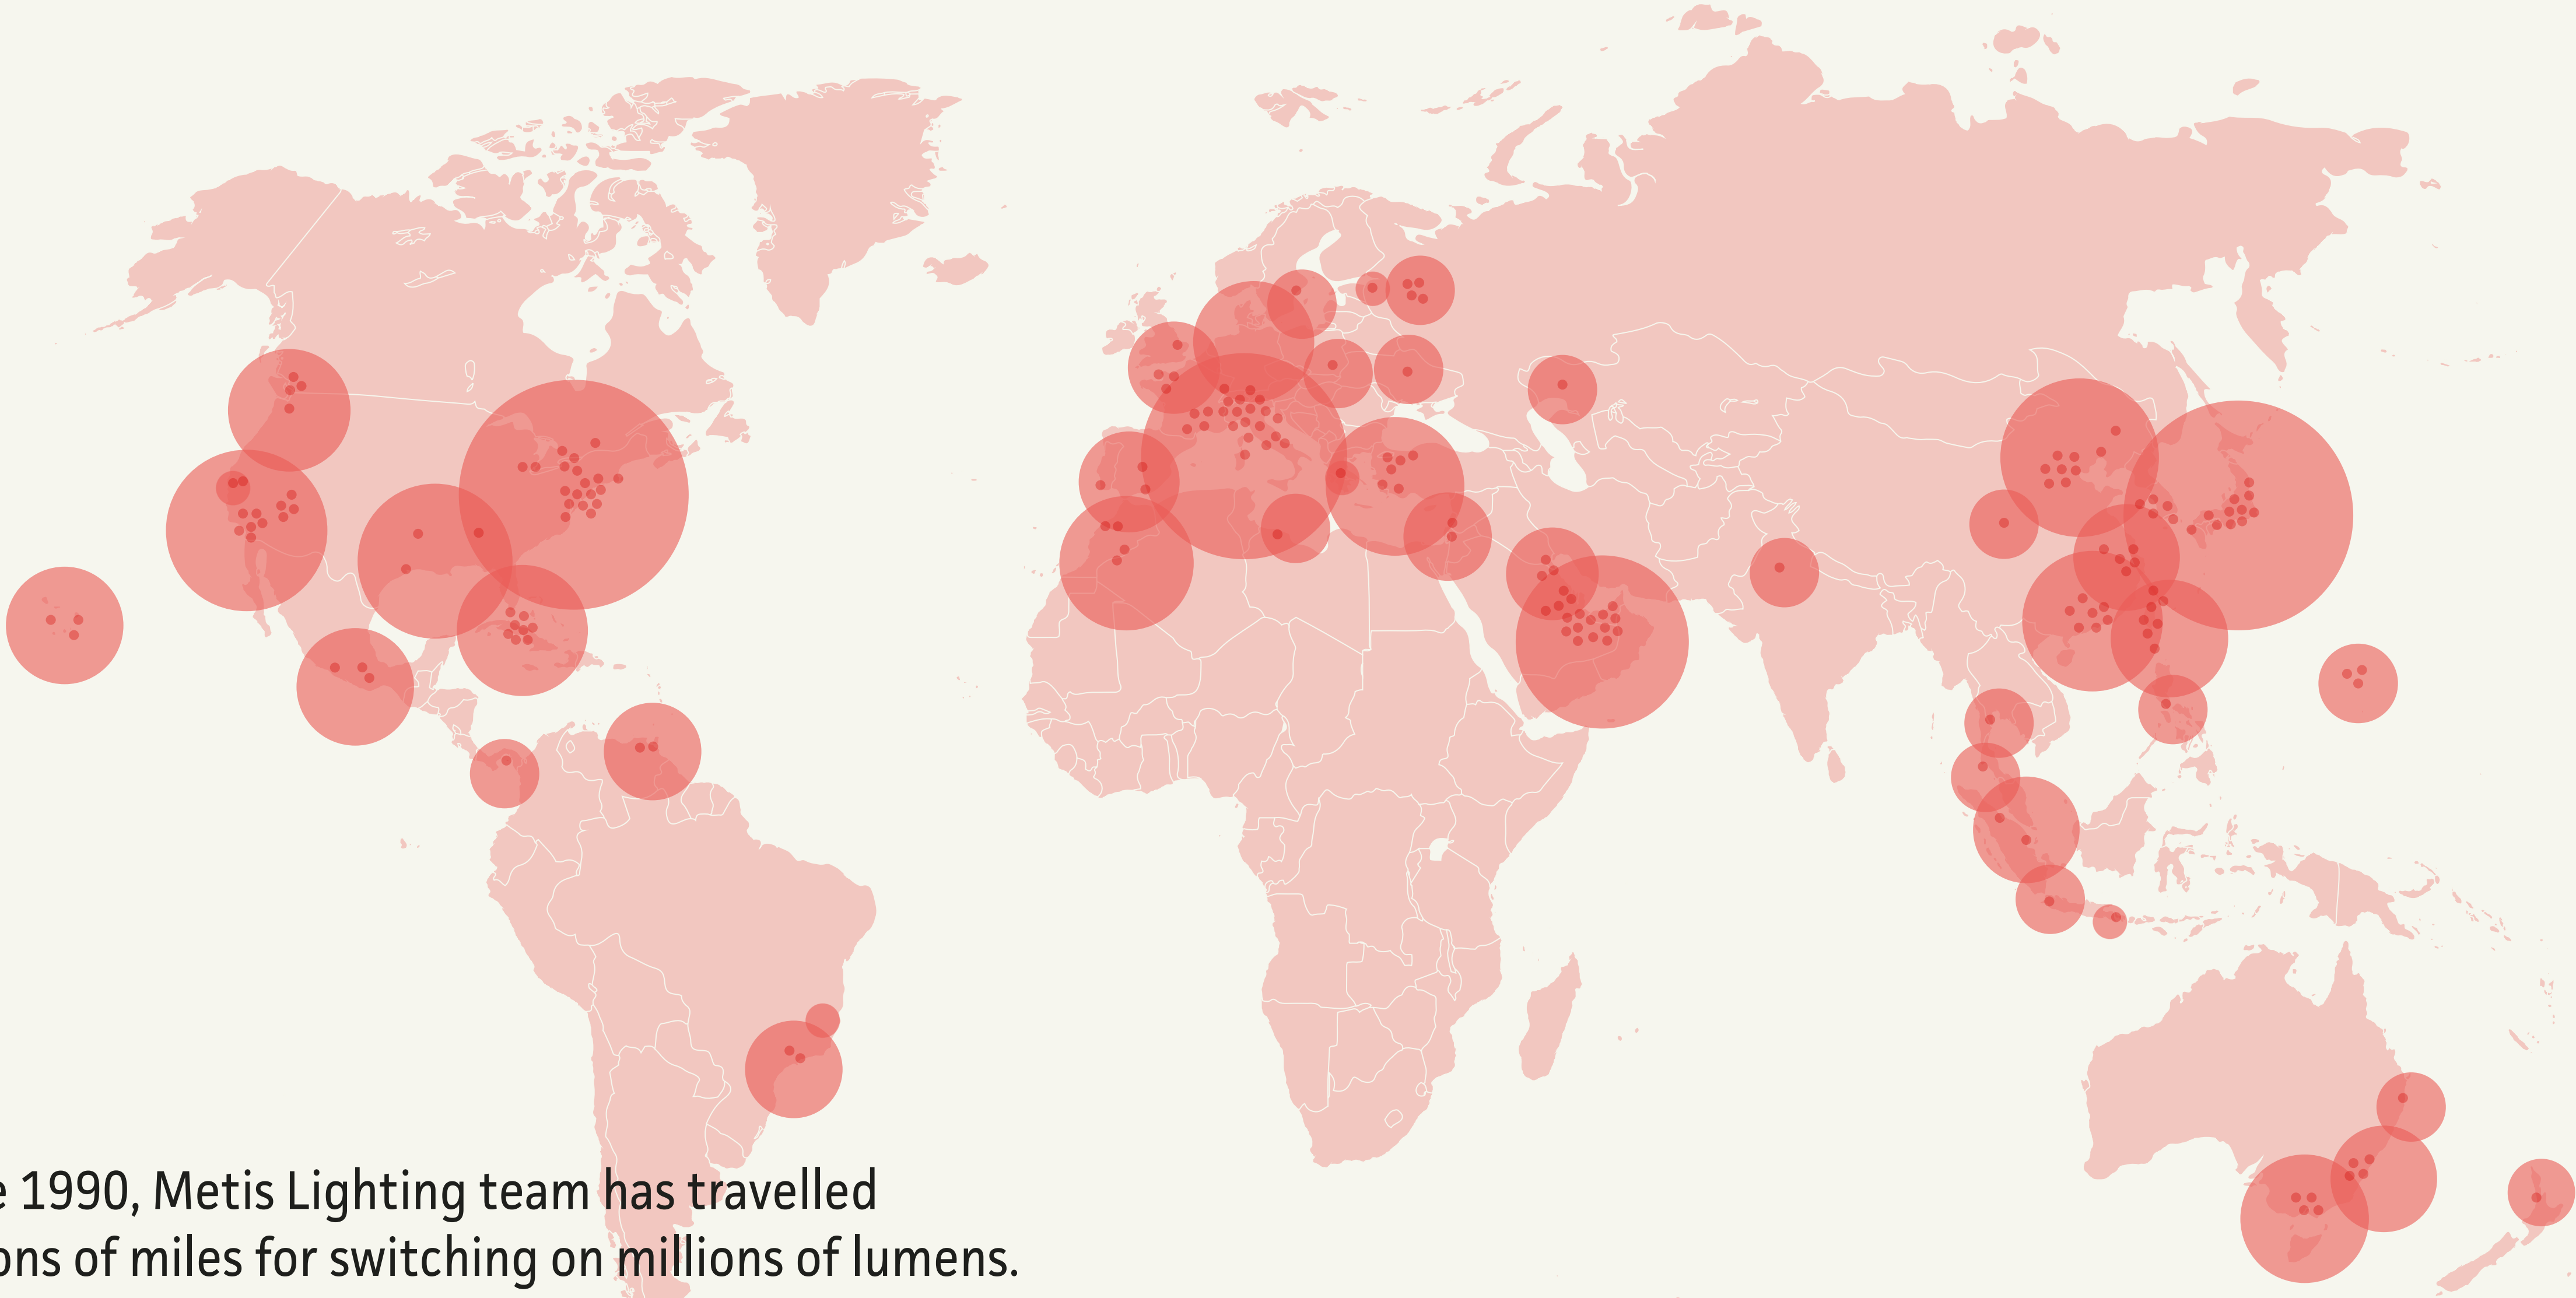 1990, Metis Lighting team has travelled
of miles for switching on millions of lumens.